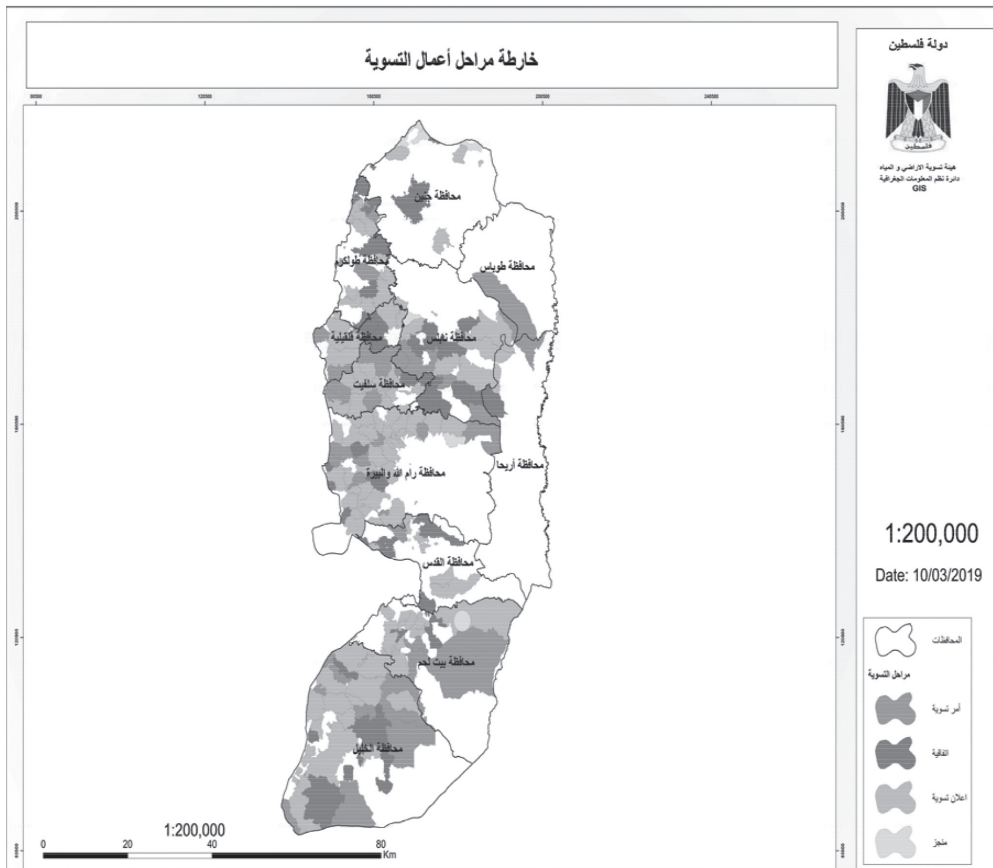 خارطة مراحل أعمال التسوية
دولة فلسطين
فلسطين
هيئة تسوية الاراضي و المياه
دائرة نظم المعلومات الجغرافية
GIS
محافظة جنين
محافظة طوباس
محافظة طولكرم
محافظة نابلس
محافظة قلقيلية
محافظة سلفيت
محافظة أريحا
محافظة رام الله والبيرة
محافظة القدس
محافظة بيت لحم
محافظة الخليل
1:200,000
Date: 10/03/2019
المحافظات
مراحل التسوية
أمر تسوية
اتفاقية
اعلان تسوية
منجز
1:200,000
0 20 40 80
Km